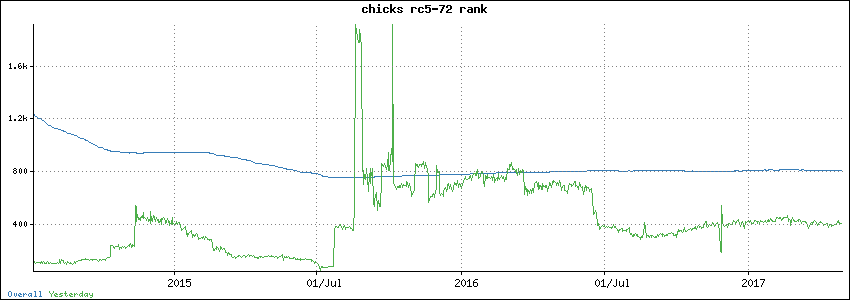 chicks rc5-72 rank
1.6k
1.2k
800
400
2015 01/Jul 2016 01/Jul 2017
Overall Yesterday